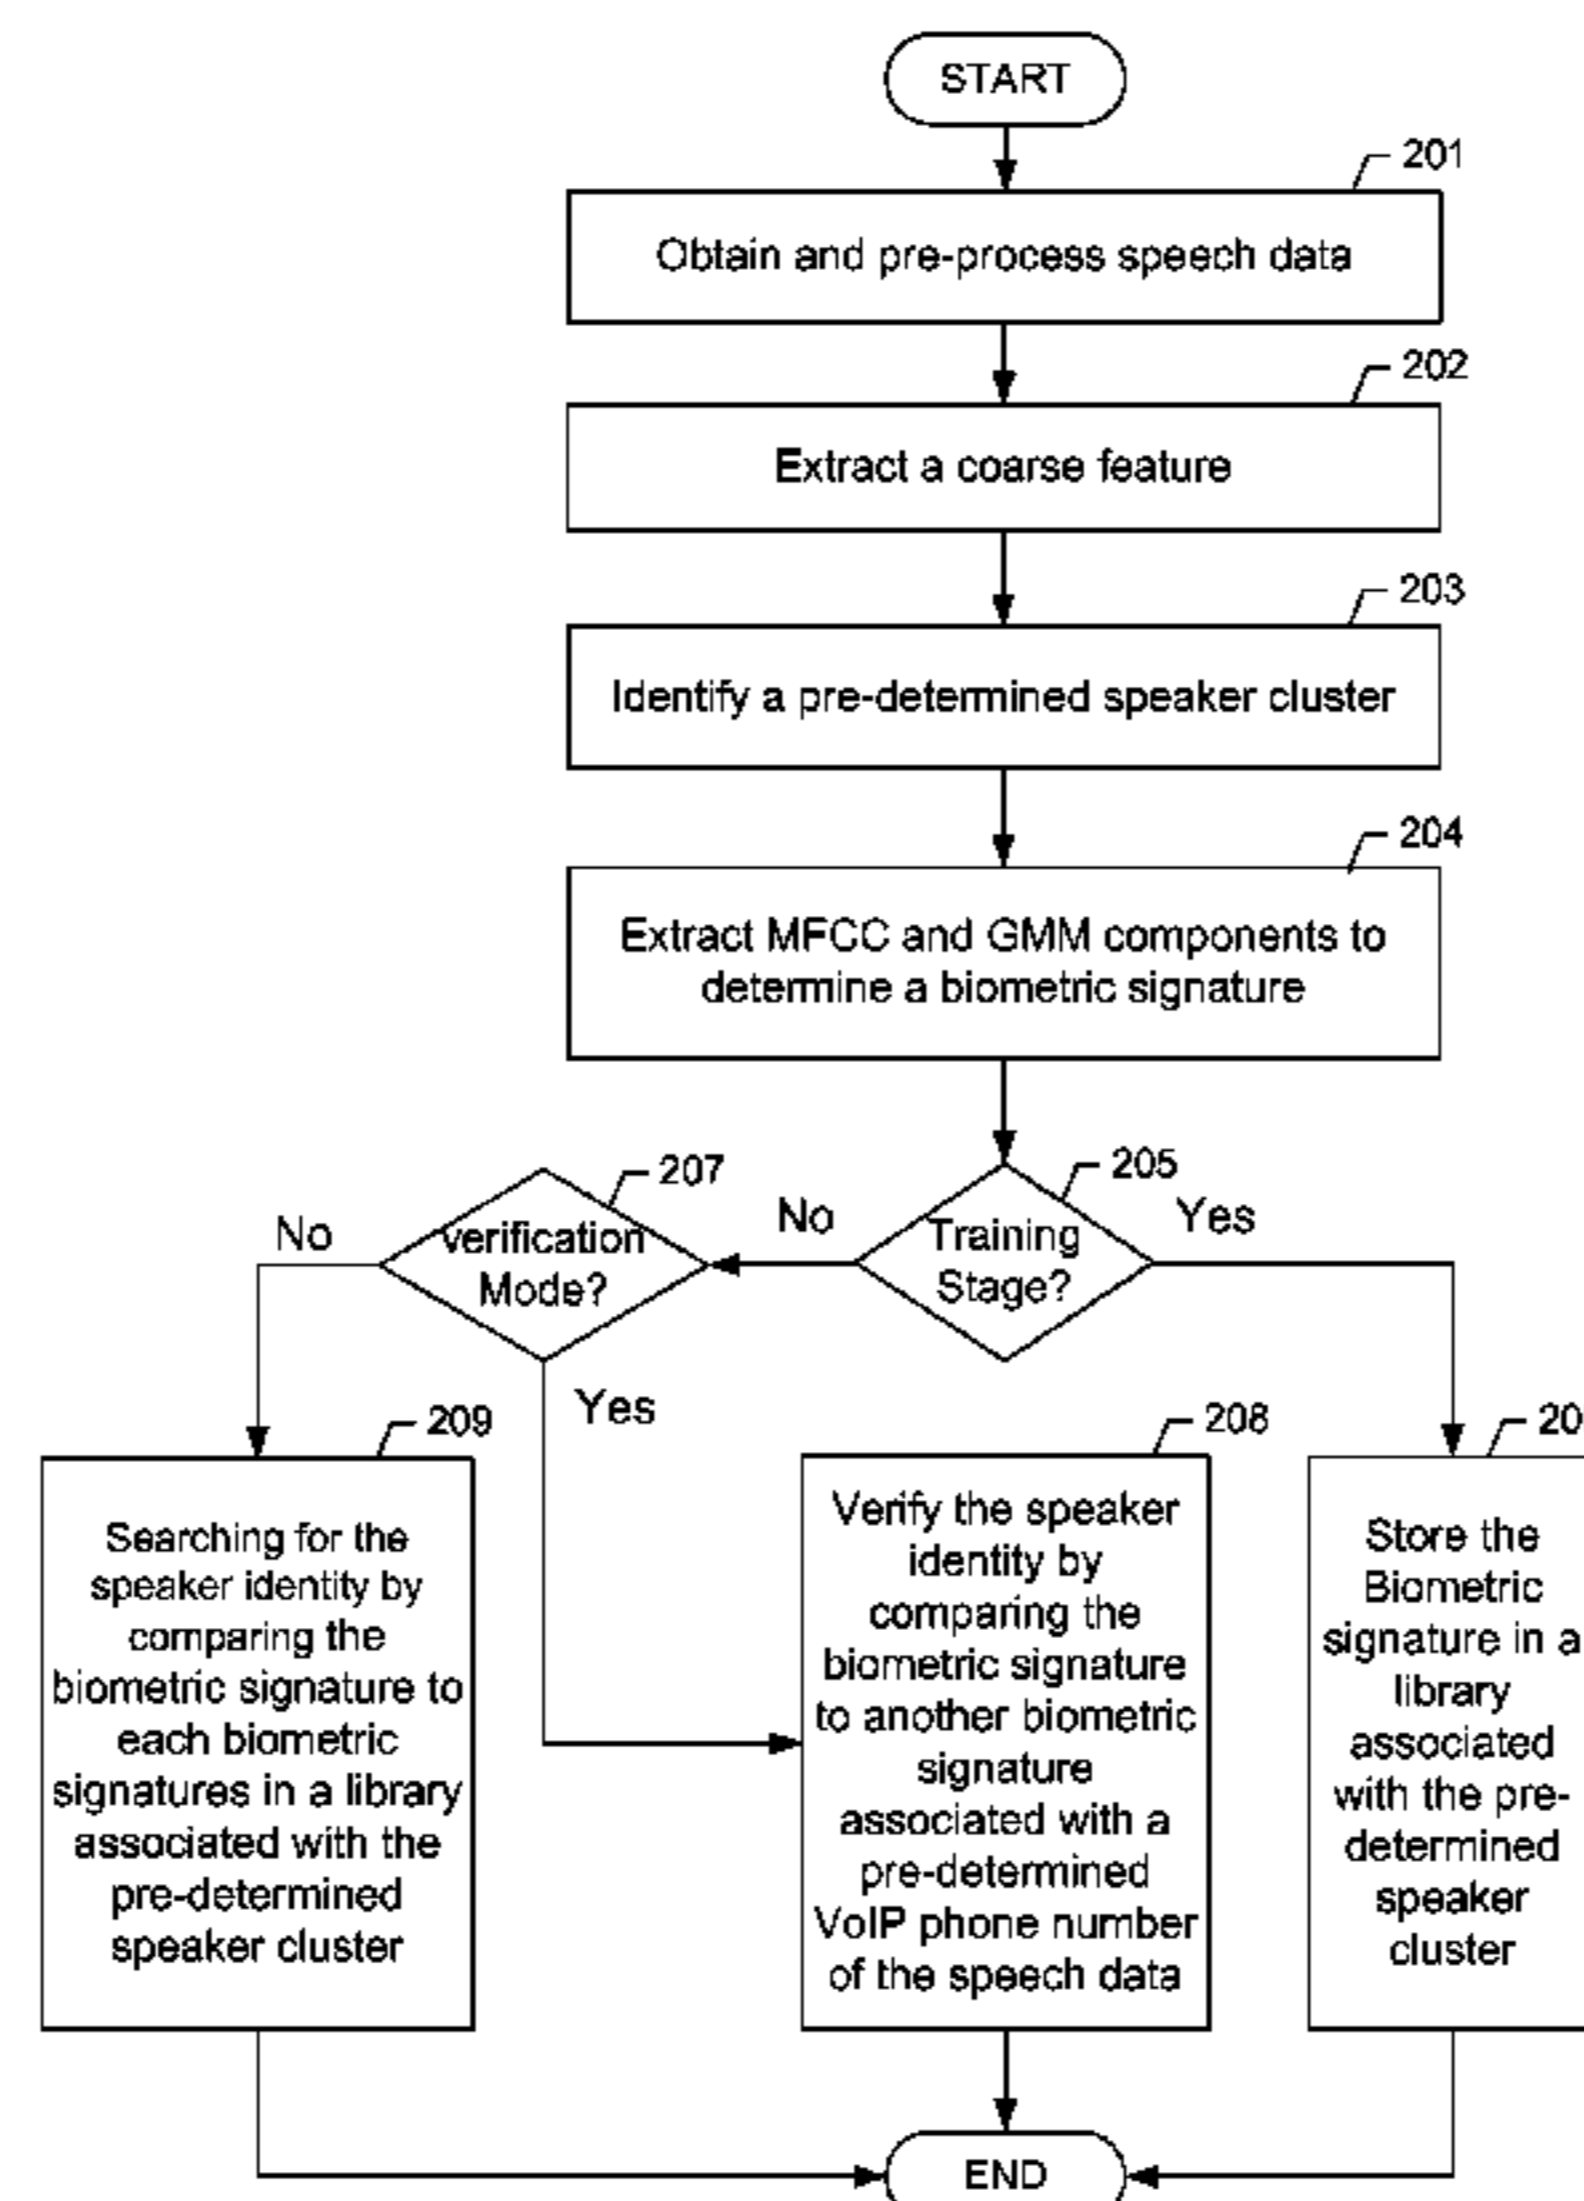 START
201
Obtain and pre-process speech data
202
Extract a coarse feature
203
Identify a pre-determined speaker cluster
204
Extract MFCC and GMM components to
determine a biometric signature
205
Training
Stage?
Yes
No
207
verification
Mode?
No
Yes
209
Searching for the
speaker identity by
comparing the
biometric signature to
each biometric
signatures in a library
associated with the
pre-determined
speaker cluster
208
Verify the speaker
identity by
comparing the
biometric signature
to another biometric
signature
associated with a
pre-determined
VoIP phone number
of the speech data
Store the
Biometric
signature in a
library
associated
with the pre-
determined
speaker
cluster
END